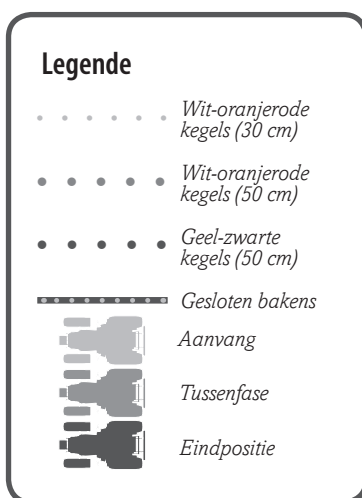 Legende
Wit-oranjerode
kegels (30 cm)
Wit-oranjerode
kegels (50 cm)
Geel-zwarte
kegels (50 cm)
Gesloten bakens
Aanvang
Tussenfase
Eindpositie